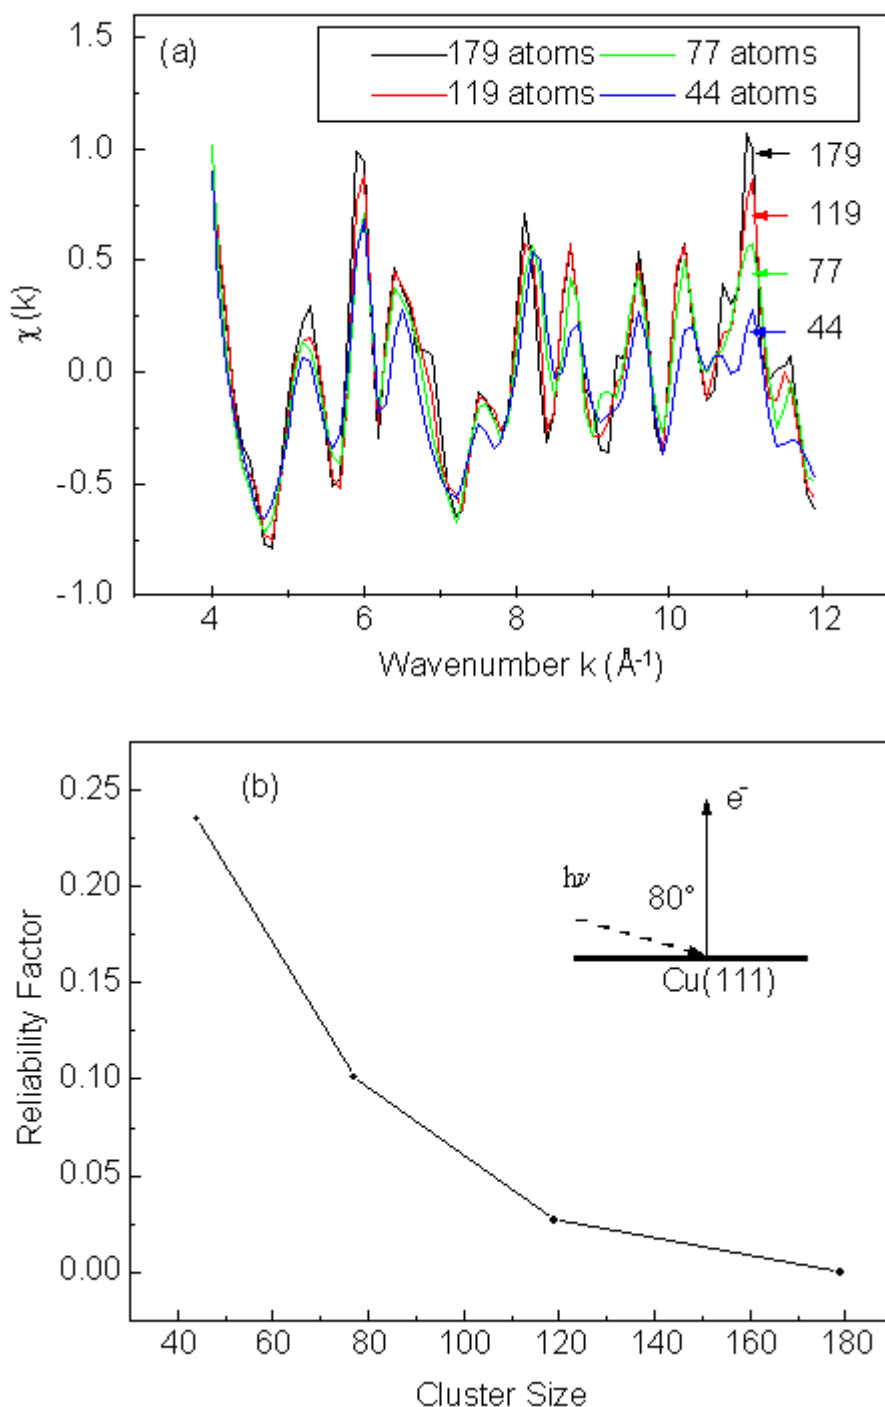 (a)
179 atoms
77 atoms
119 atoms
44 atoms
1.5
1.0
0.5
0.0
-0.5
-1.0
χ(k)
179
119
77
44
4 6 8 10 12
Wavenumber k (Å-1)
(b)
0.25
0.20
0.15
0.10
0.05
0.00
Reliability Factor
e-
hν
80°
Cu(111)
40 60 80 100 120 140 160 180
Cluster Size